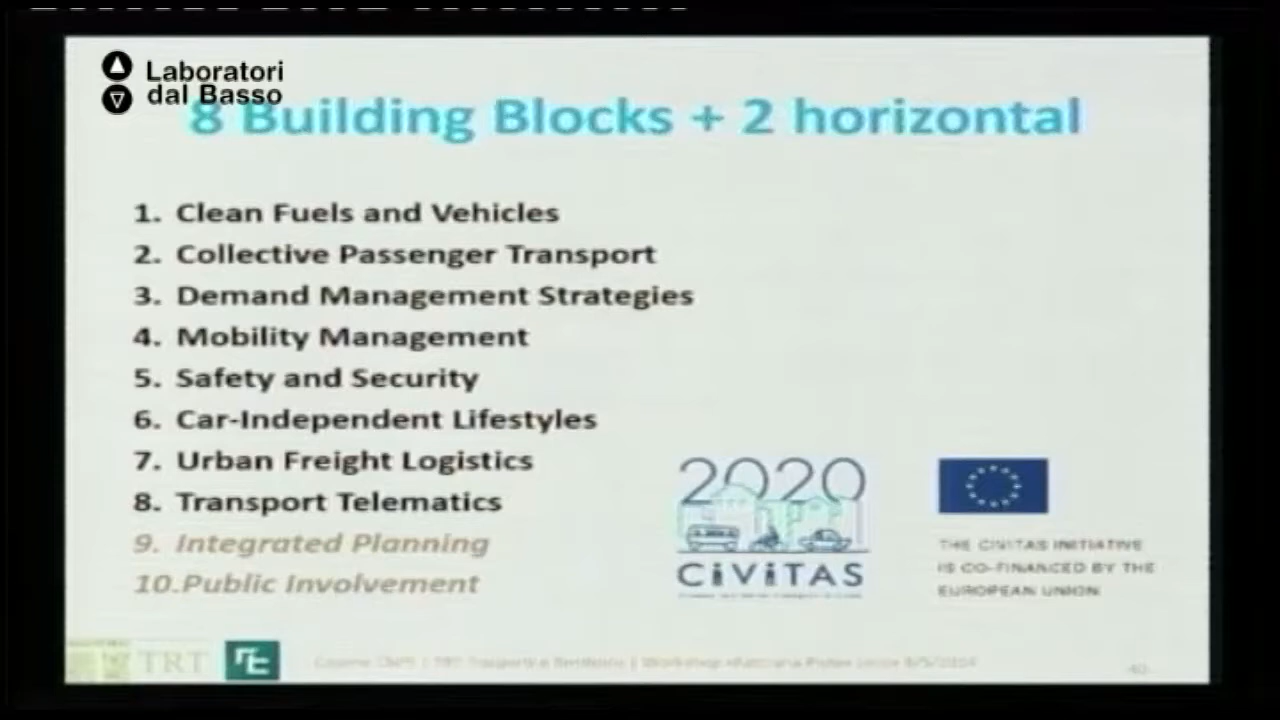 Laboratori
dal Basso
8 Building Blocks + 2 horizontal
1. Clean Fuels and Vehicles
2. Collective Passenger Transport
3. Demand Management Strategies
4. Mobility Management
5. Safety and Security
6. Car-Independent Lifestyles
7. Urban Freight Logistics
8. Transport Telematics
9. Integrated Planning
10.Public Involvement
2020
CiViTAS
THE CIVITAS INITIATIVE
IS CO-FINANCED BY THE
EUROPEAN UNION
TRT